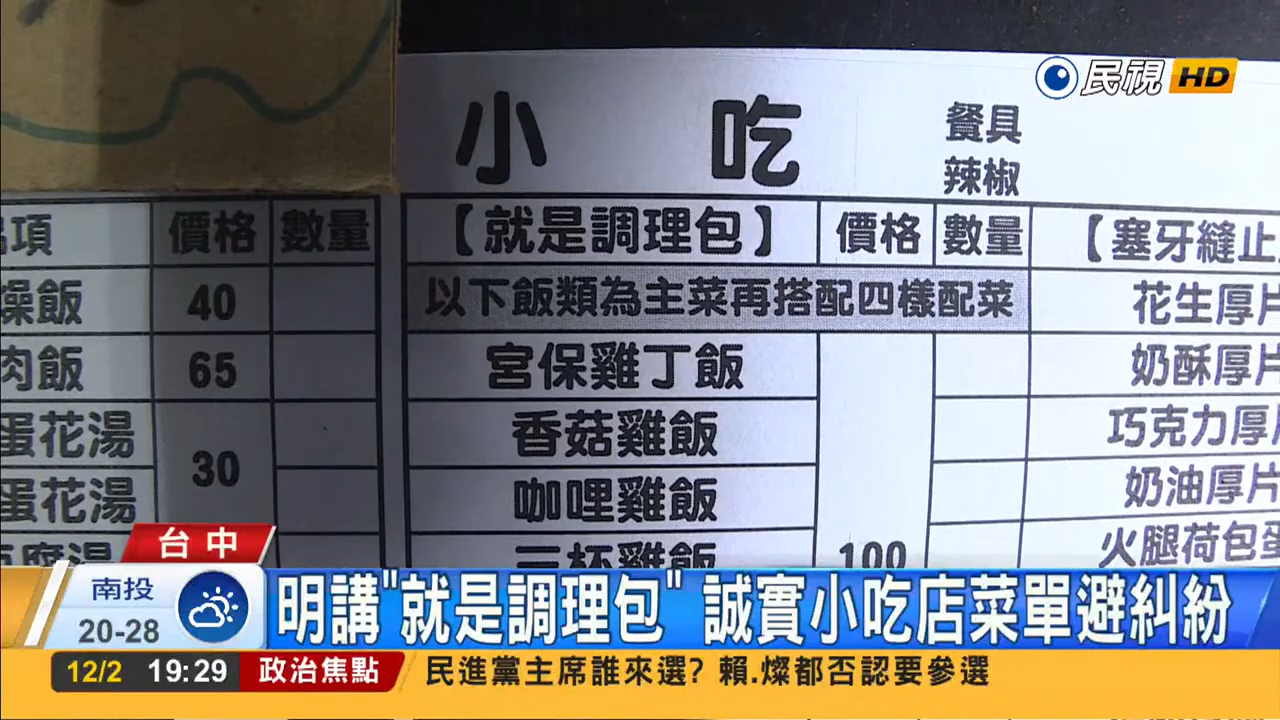 民視 HD
小吃
餐具
辣椒
項 價格 數量
飯 40
肉飯 65
蛋花湯 30
蛋花湯
【就是調理包】 價格 數量
以下飯類為主菜再搭配四樣配菜
宮保雞丁飯
香菇雞飯
咖哩雞飯
三杯雞飯 100
【塞牙縫止
花生厚片
奶酥厚片
巧克力厚
奶油厚片
火腿荷包蛋
台中
南投
20-28
明講"就是調理包" 誠實小吃店菜單避糾紛
12/2 19:29 政治焦點 民進黨主席誰來選? 賴.燦都否認要參選